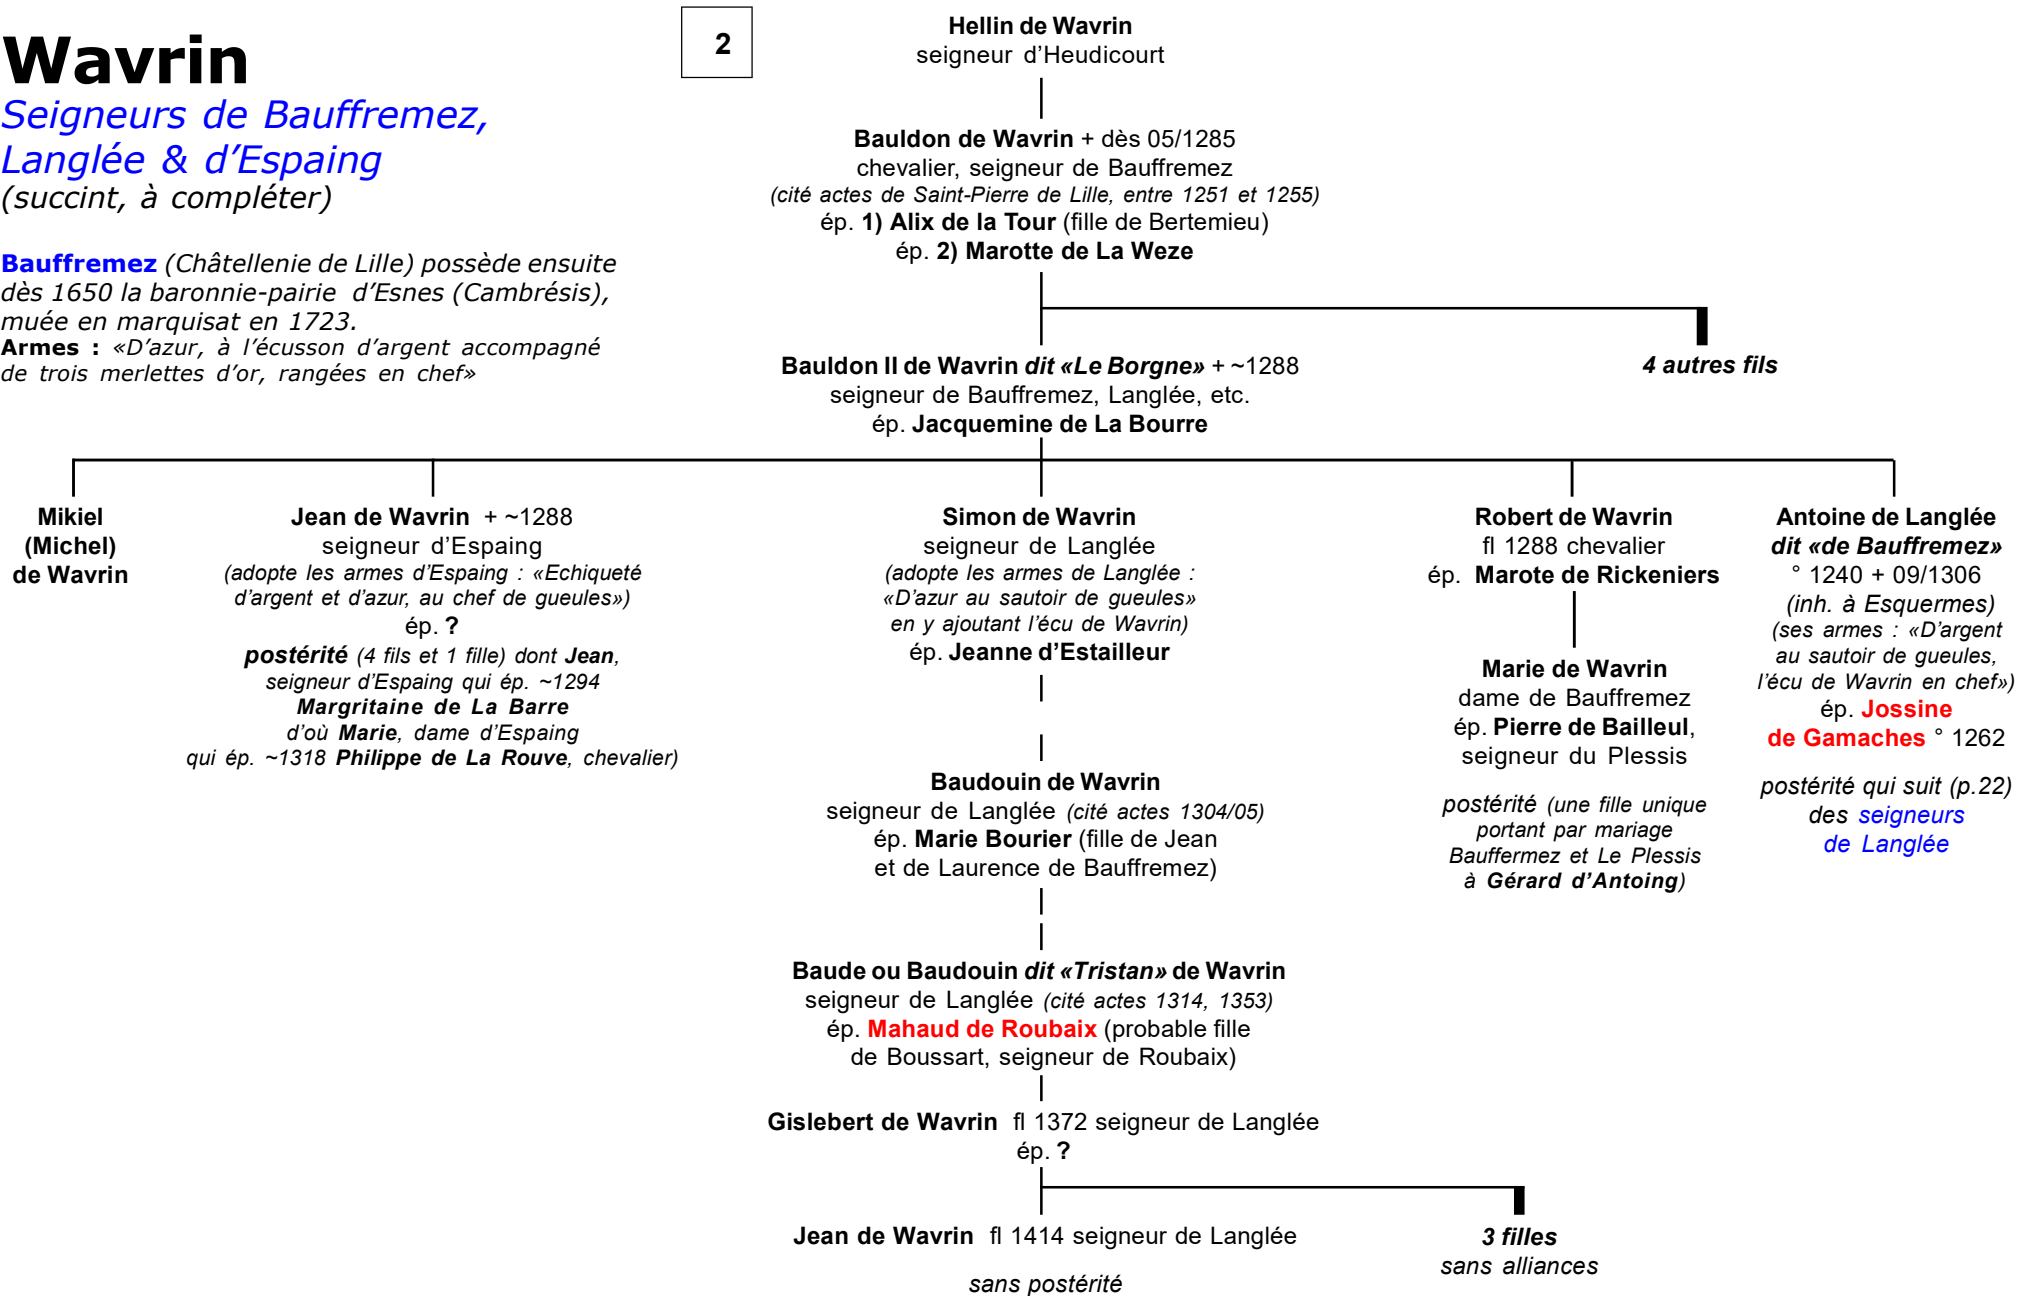 Wavrin
Seigneurs de Bauffremez,
Langlée & d’Espaing
(succint, à compléter)
Bauffremez (Châtellenie de Lille) possède ensuite
dès 1650 la baronnie-pairie d’Esnes (Cambrésis),
muée en marquisat en 1723.
Armes : «D’azur, à l’écusson d’argent accompagné
de trois merlettes d’or, rangées en chef»
2
Hellin de Wavrin
seigneur d’Heudicourt
Bauldon de Wavrin + dès 05/1285
chevalier, seigneur de Bauffremez
(cité actes de Saint-Pierre de Lille, entre 1251 et 1255)
ép. 1) Alix de la Tour (fille de Bertemieu)
ép. 2) Marotte de La Weze
Bauldon II de Wavrin dit «Le Borgne» + ~1288
seigneur de Bauffremez, Langlée, etc.
ép. Jacquemine de La Bourre
4 autres fils
Mikiel
(Michel)
de Wavrin
Jean de Wavrin + ~1288
seigneur d’Espaing
(adopte les armes d’Espaing : «Echiqueté
d’argent et d’azur, au chef de gueules»)
ép. ?
postérité (4 fils et 1 fille) dont Jean,
seigneur d’Espaing qui ép. ~1294
Margritaine de La Barre
d’où Marie, dame d’Espaing
qui ép. ~1318 Philippe de La Rouve, chevalier)
Simon de Wavrin
seigneur de Langlée
(adopte les armes de Langlée :
«D’azur au sautoir de gueules»
en y ajoutant l’écu de Wavrin)
ép. Jeanne d’Estailleur
Baudouin de Wavrin
seigneur de Langlée (cité actes 1304/05)
ép. Marie Bourier (fille de Jean
et de Laurence de Bauffremez)
Baude ou Baudouin dit «Tristan» de Wavrin
seigneur de Langlée (cité actes 1314, 1353)
ép. Mahaud de Roubaix (probable fille
de Boussart, seigneur de Roubaix)
Gislebert de Wavrin fl 1372 seigneur de Langlée
ép. ?
Jean de Wavrin fl 1414 seigneur de Langlée
sans postérité
3 filles
sans alliances
Robert de Wavrin
fl 1288 chevalier
ép. Marote de Rickeniers
Marie de Wavrin
dame de Bauffremez
ép. Pierre de Bailleul,
seigneur du Plessis
postérité (une fille unique
portant par mariage
Bauffermez et Le Plessis
à Gérard d’Antoing)
Antoine de Langlée
dit «de Bauffremez»
° 1240 + 09/1306
(inh. à Esquermes)
(ses armes : «D’argent
au sautoir de gueules,
l’écu de Wavrin en chef»)
ép. Jossine
de Gamaches ° 1262
postérité qui suit (p.22)
des seigneurs
de Langlée